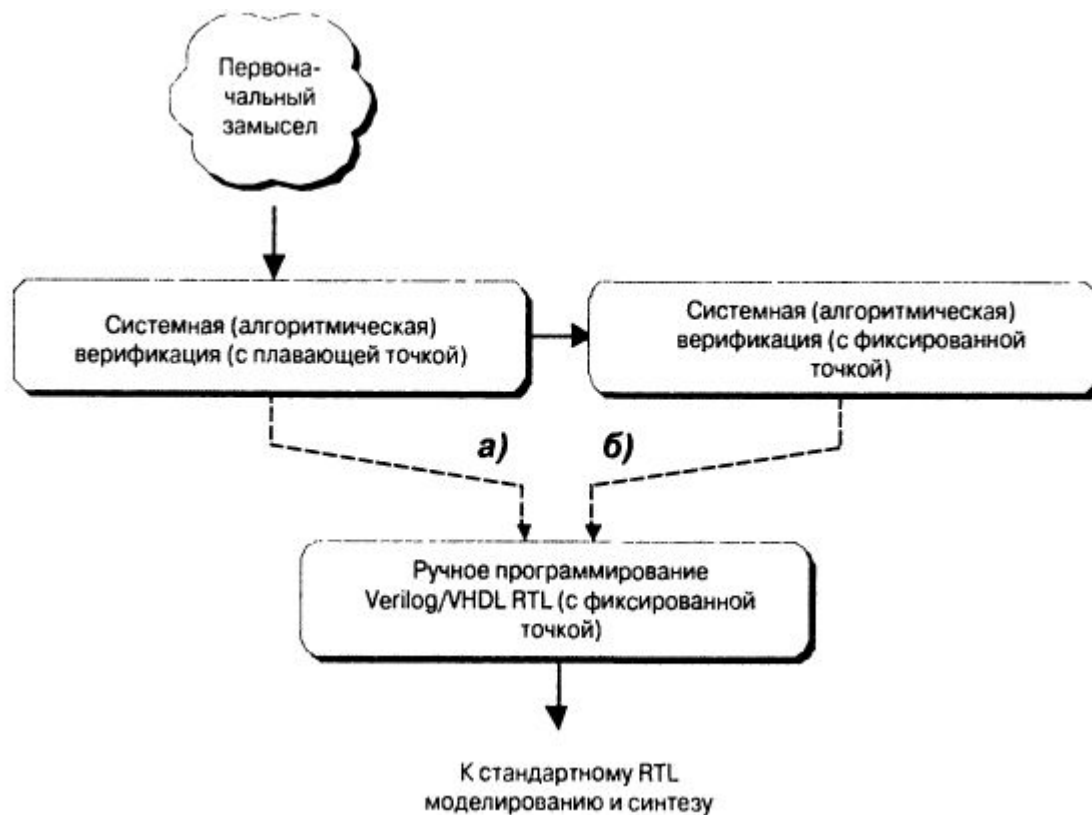 Первона-
чальный
замысел
Системная (алгоритмическая)
верификация (с плавающей точкой)
Системная (алгоритмическая)
верификация (с фиксированной
точкой)
а)
б)
Ручное программирование
Verilog/VHDL RTL (с фиксированной
точкой)
К стандартному RTL
моделированию и синтезу